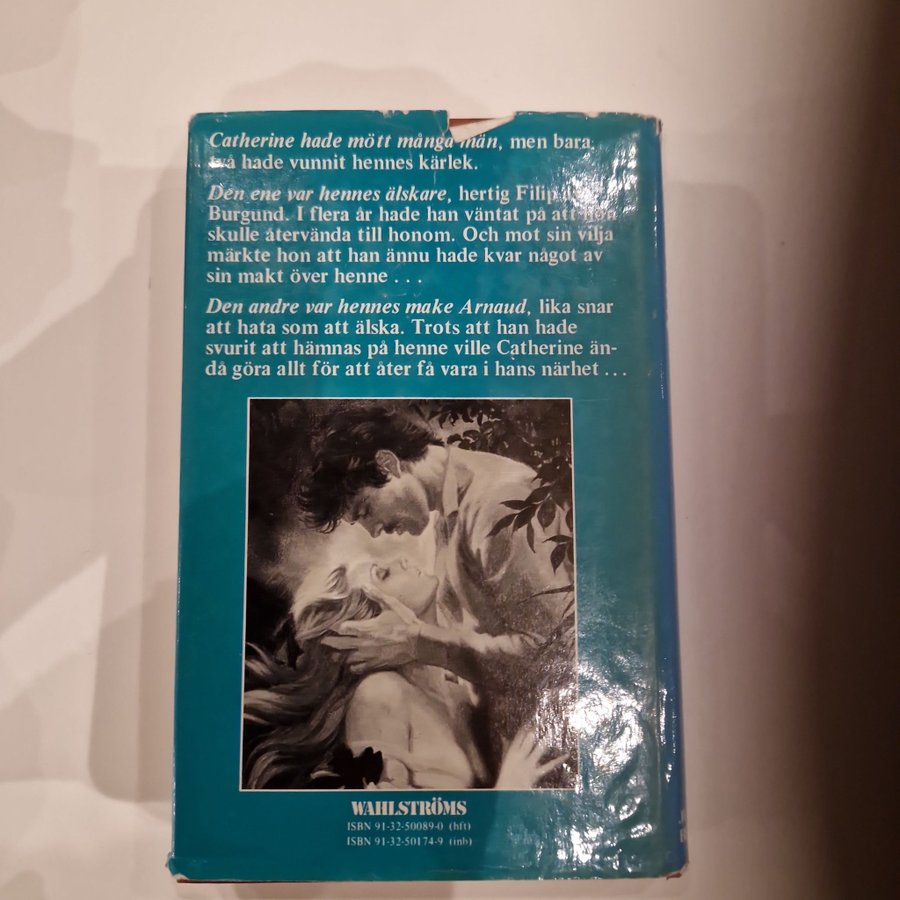 Catherine hade mött många män, men bara
två hade vunnit hennes kärlek.
Den ene var hennes älskare, hertig Filip
Burgund. I flera år hade han väntat på att hon
skulle återvända till honom. Och mot sin vilja
märkte hon att han ännu hade kvar något av
sin makt över henne . . .
Den andre var hennes make Arnaud, lika snar
att hata som att älska. Trots att han hade
svurit att hämnas på henne ville Catherine än-
då göra allt för att åter få vara i hans närhet . . .
WAHLSTRÖMS
ISBN 91-32-50089-0 (hft)
ISBN 91-32-50174-9 (inb)